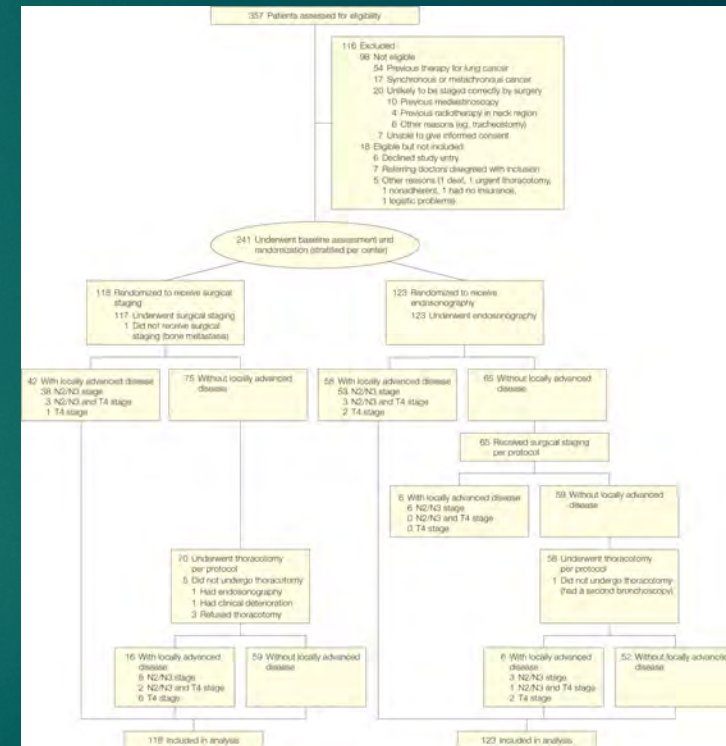 357 Patients assessed for eligibility
116 Excluded
98 Not eligible
54 Previous therapy for lung cancer
17 Synchronous or metachronous cancer
20 Unlikely to be staged correctly by surgery
10 Previous mediastinoscopy
4 Previous radiotherapy in neck region
6 Other reasons (eg, tracheostomy)
7 Unable to give informed consent
18 Eligible but not included
6 Declined study entry
7 Referring doctors disagreed with inclusion
5 Other reasons (1 deaf, 1 urgent thoracotomy,
1 nonadherent, 1 had no insurance,
1 logistic problems)
241 Underwent baseline assessment and
randomization (stratified per center)
118 Randomized to receive surgical
staging
117 Underwent surgical staging
1 Did not receive surgical
staging (bone metastasis)
123 Randomized to receive
endosonography
123 Underwent endosonography
42 With locally advanced disease
38 N2/N3 stage
3 N2/N3 and T4 stage
1 T4 stage
75 Without locally advanced
disease
58 With locally advanced disease
53 N2/N3 stage
3 N2/N3 and T4 stage
2 T4 stage
65 Without locally advanced
disease
65 Received surgical staging
per protocol
6 With locally advanced disease
6 N2/N3 stage
0 N2/N3 and T4 stage
0 T4 stage
59 Without locally advanced
disease
70 Underwent thoracotomy
per protocol
5 Did not undergo thoracotomy
1 Had endosonography
1 Had clinical deterioration
3 Refused thoracotomy
58 Underwent thoracotomy
per protocol
1 Did not undergo thoracotomy
(had a second bronchoscopy)
16 With locally advanced
disease
8 N2/N3 stage
2 N2/N3 and T4 stage
6 T4 stage
59 Without locally advanced
disease
6 With locally advanced
disease
3 N2/N3 stage
1 N2/N3 and T4 stage
2 T4 stage
52 Without locally advanced
disease
118 Included in analysis
123 Included in analysis